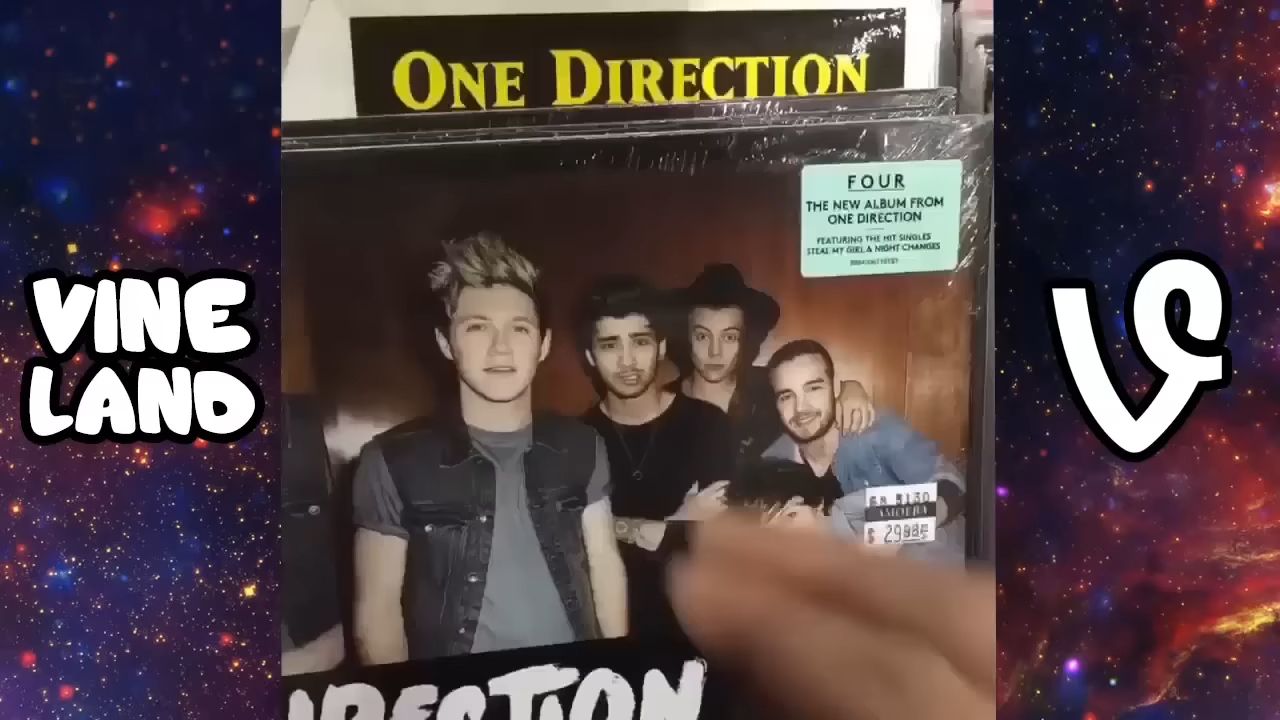 ONE DIRECTION
FOUR
THE NEW ALBUM FROM
ONE DIRECTION
FEATURING THE HIT SINGLES
STEAL MY GIRL & NIGHT CHANGES
VINE
LAND
AMOEBA
$ 29.98